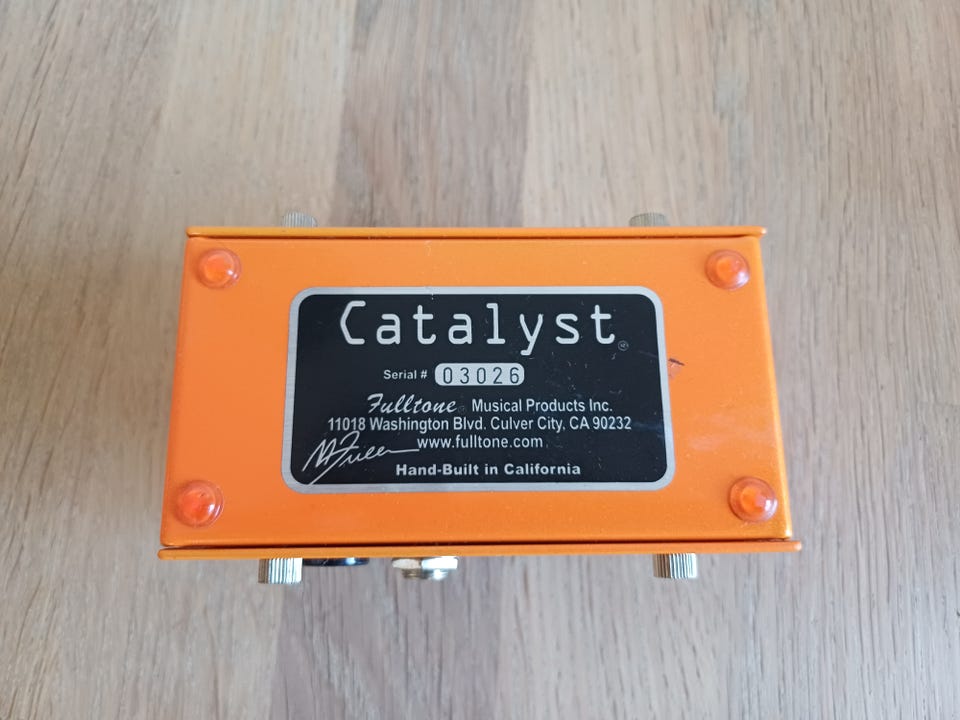 Catalyst®
Serial # 03026
Fulltone® Musical Products Inc.
11018 Washington Blvd. Culver City, CA 90232
www.fulltone.com
M Fuller
Hand-Built in California